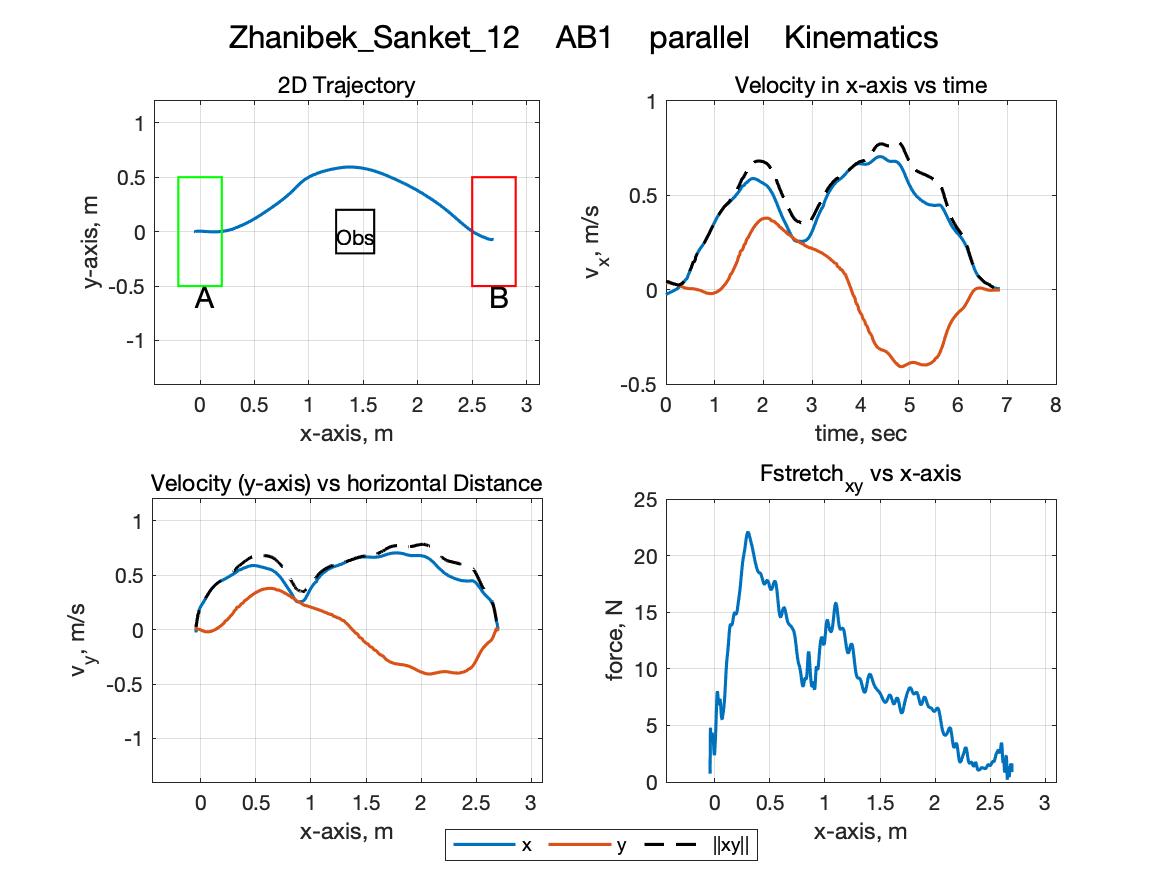 Zhanibek_Sanket_12 AB1 parallel Kinematics
2D Trajectory
1
0.5
0
-0.5
-1
y-axis, m
A
Obs
B
0 0.5 1 1.5 2 2.5 3
x-axis, m
Velocity in x-axis vs time
1
0.5
0
-0.5
v_x, m/s
0 1 2 3 4 5 6 7 8
time, sec
Velocity (y-axis) vs horizontal Distance
1
0.5
0
-0.5
-1
v_y, m/s
0 0.5 1 1.5 2 2.5 3
x-axis, m
Fstretch_xy vs x-axis
25
20
15
10
5
0
force, N
0 0.5 1 1.5 2 2.5 3
x-axis, m
x y ||xy||